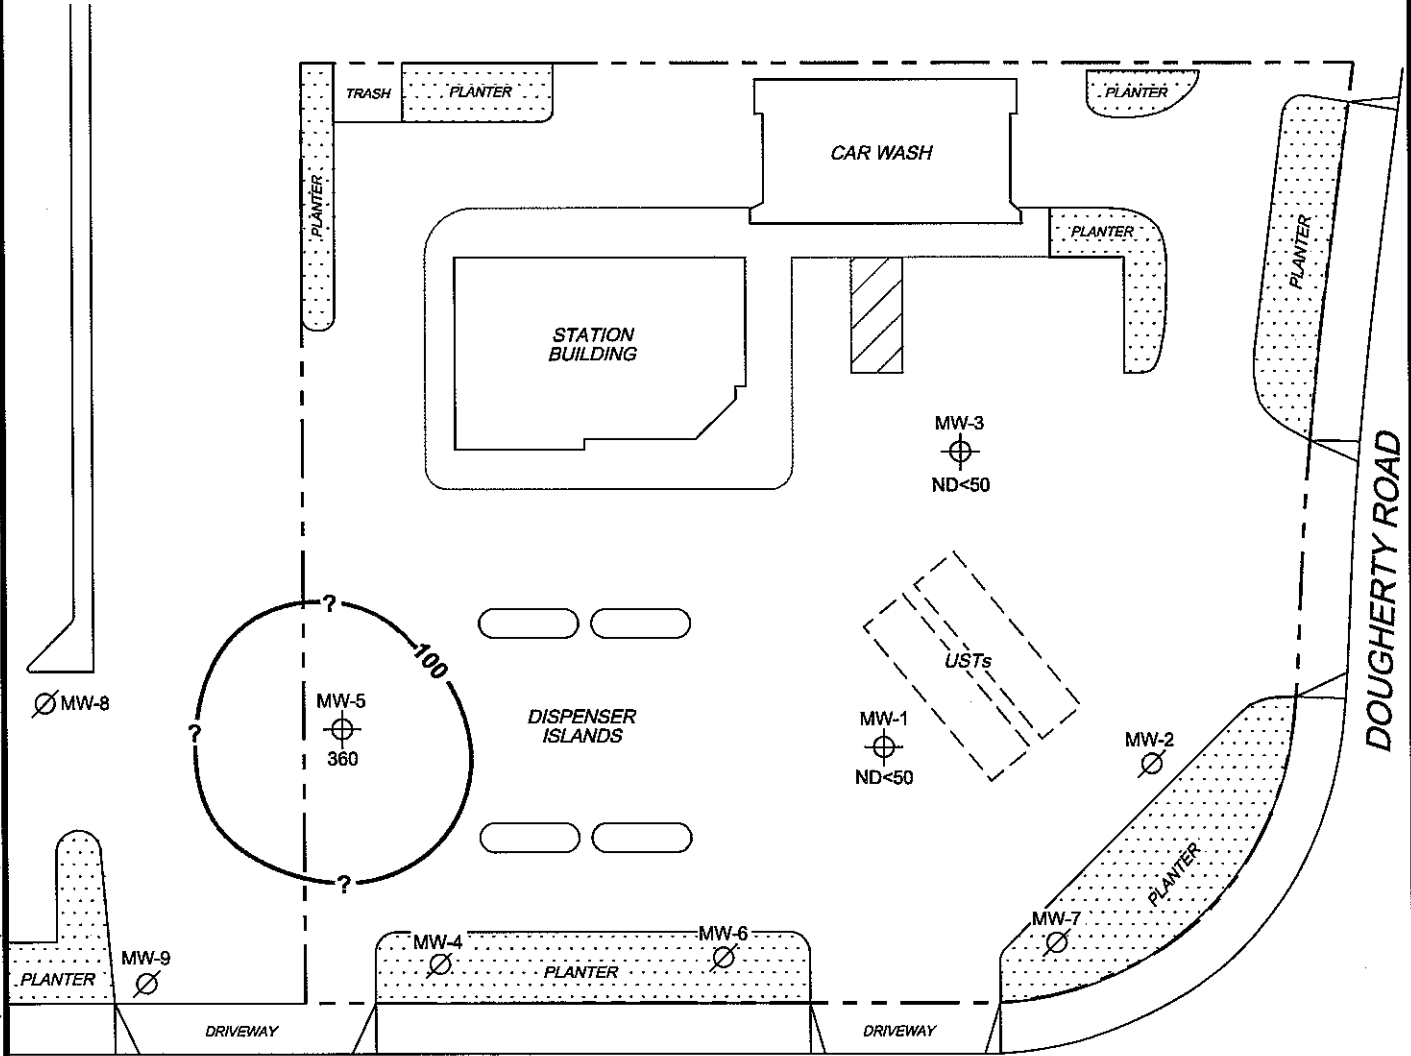 TRASH
PLANTER
PLANTER
CAR WASH
PLANTER
PLANTER
PLANTER
PLANTER
STATION
BUILDING
MW-3
ND<50
DOUGHERTY ROAD
?
100
USTs
MW-8
MW-5
360
?
DISPENSER
ISLANDS
MW-1
ND<50
MW-2
?
PLANTER
MW-7
MW-4
MW-6
MW-9
PLANTER
PLANTER
DRIVEWAY
DRIVEWAY